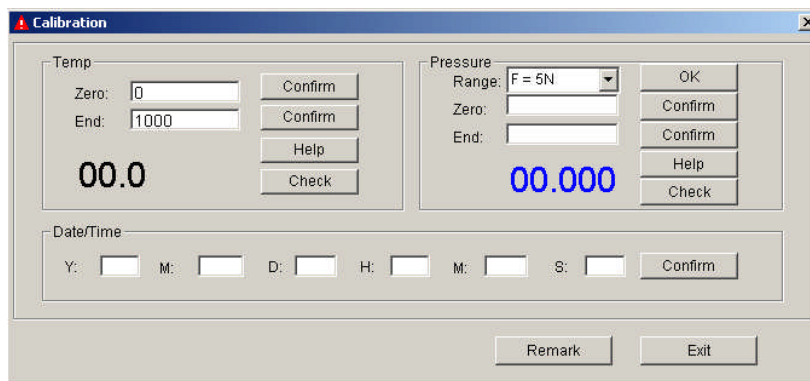 Calibration
Temp
Zero: 0 Confirm
End: 1000 Confirm
Help
00.0
Check
Pressure
Range: F = 5N OK
Zero: Confirm
End: Confirm
Help
00.000
Check
Date/Time
Y: M: D: H: M: S: Confirm
Remark Exit